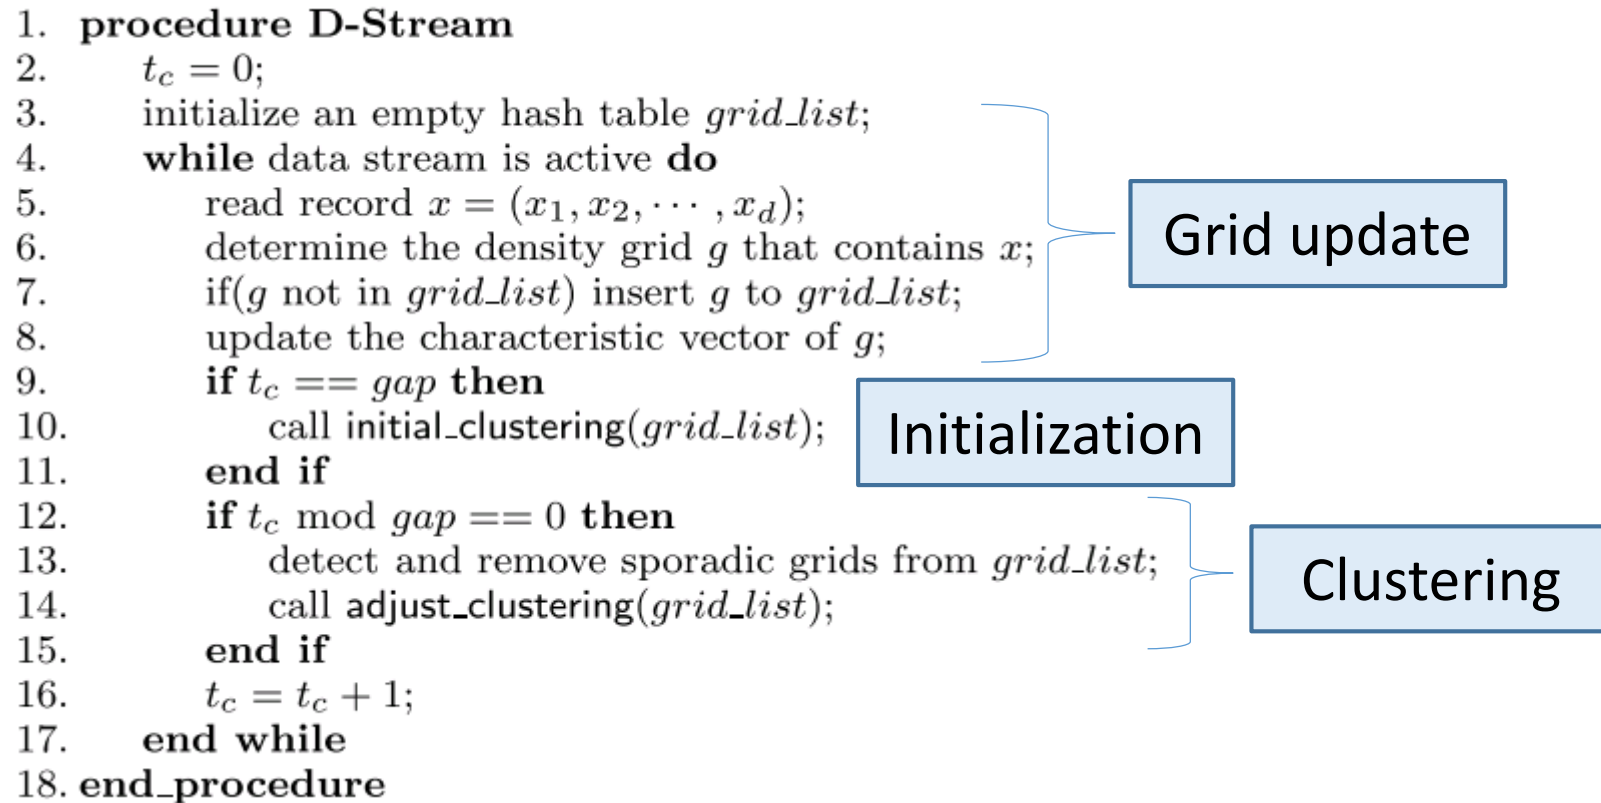 1. procedure D-Stream
2. t_c = 0;
3. initialize an empty hash table grid_list;
4. while data stream is active do
5. read record x = (x_1, x_2, ⋯ , x_d);
6. determine the density grid g that contains x;
7. if(g not in grid_list) insert g to grid_list;
8. update the characteristic vector of g;
9. if t_c == gap then
10. call initial_clustering(grid_list);
11. end if
12. if t_c mod gap == 0 then
13. detect and remove sporadic grids from grid_list;
14. call adjust_clustering(grid_list);
15. end if
16. t_c = t_c + 1;
17. end while
18. end_procedure
Grid update
Initialization
Clustering